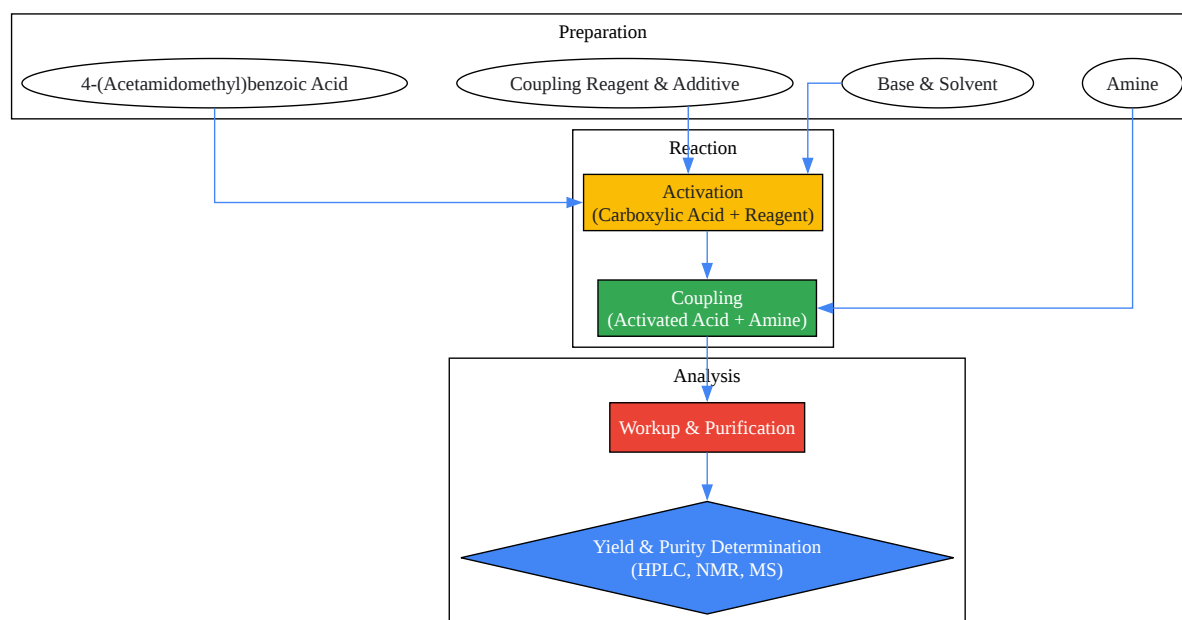 Preparation
4-(Acetamidomethyl)benzoic Acid
Coupling Reagent & Additive
Base & Solvent
Amine
Reaction
Activation
(Carboxylic Acid + Reagent)
Coupling
(Activated Acid + Amine)
Analysis
Workup & Purification
Yield & Purity Determination
(HPLC, NMR, MS)